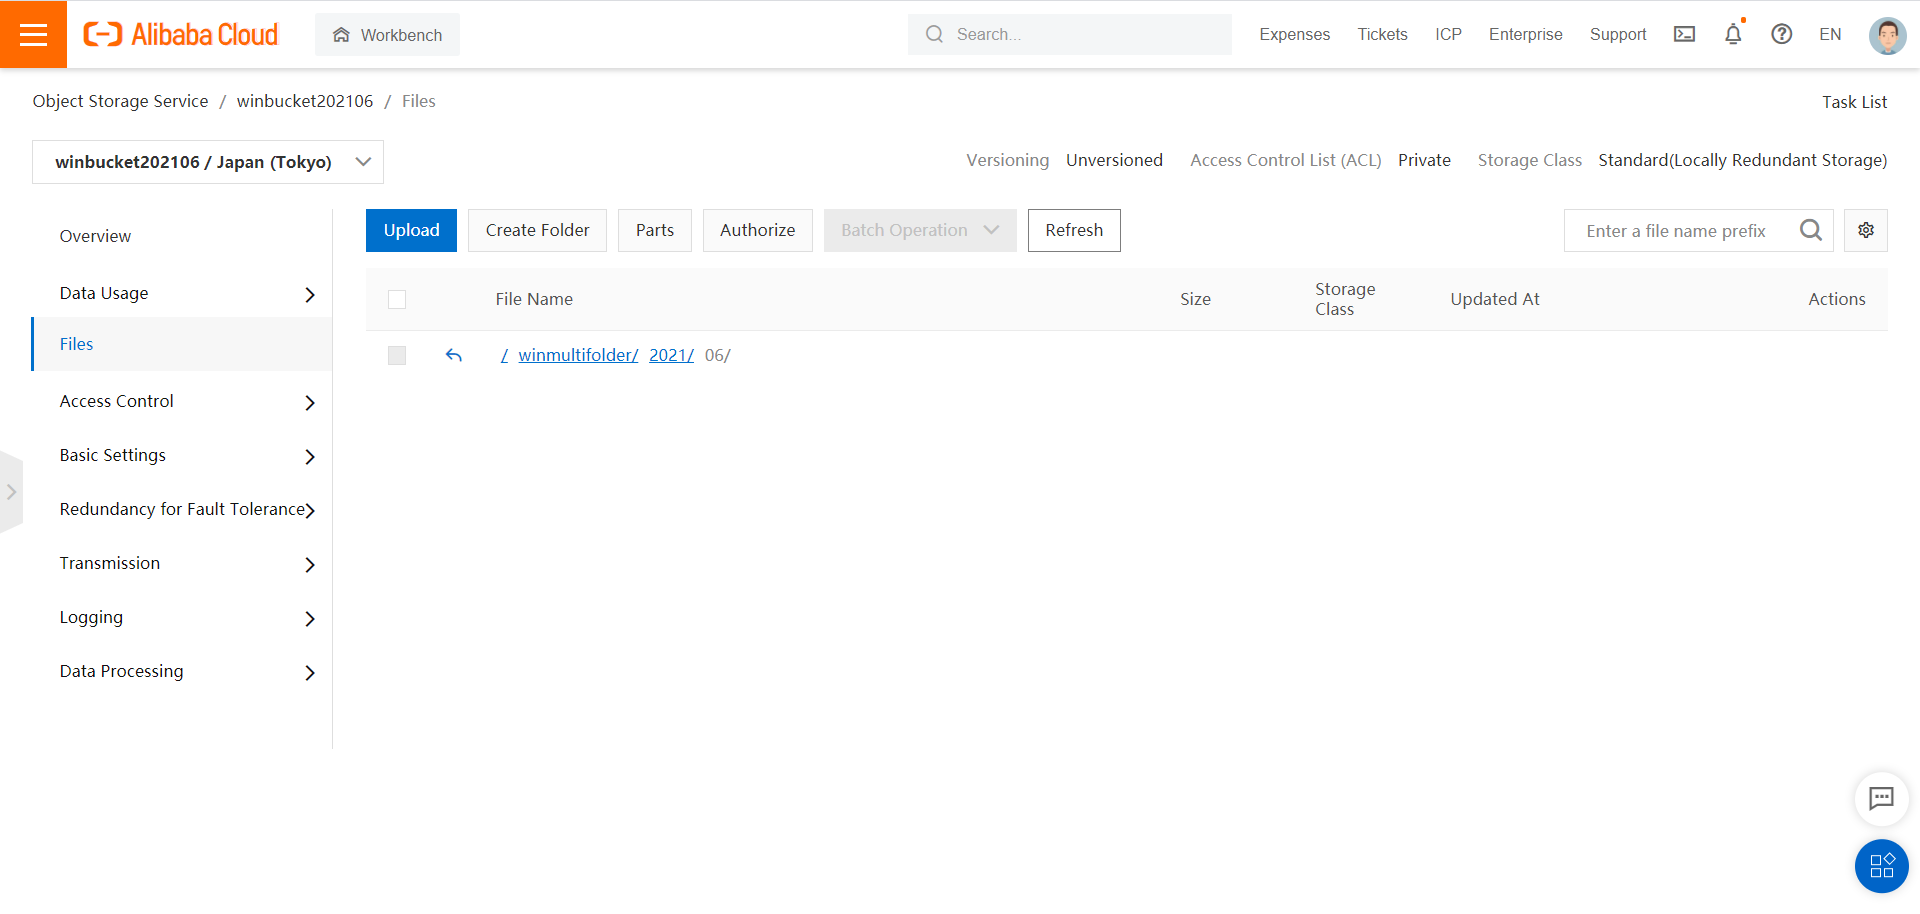 Alibaba Cloud
Workbench
Search...
Expenses
Tickets
ICP
Enterprise
Support
EN
Object Storage Service / winbucket202106 / Files
Task List
winbucket202106 / Japan (Tokyo)
Versioning Unversioned
Access Control List (ACL) Private
Storage Class Standard(Locally Redundant Storage)
Overview
Data Usage
Files
Access Control
Basic Settings
Redundancy for Fault Tolerance
Transmission
Logging
Data Processing
Upload
Create Folder
Parts
Authorize
Batch Operation
Refresh
Enter a file name prefix
File Name
Size
Storage
Class
Updated At
Actions
/ winmultifolder/ 2021/ 06/